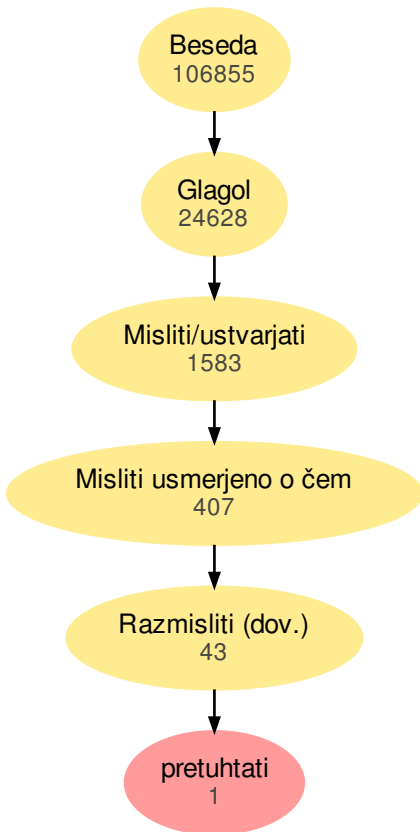 Beseda
106855
Glagol
24628
Misliti/ustvarjati
1583
Misliti usmerjeno o čem
407
Razmisliti (dov.)
43
pretuhtati
1